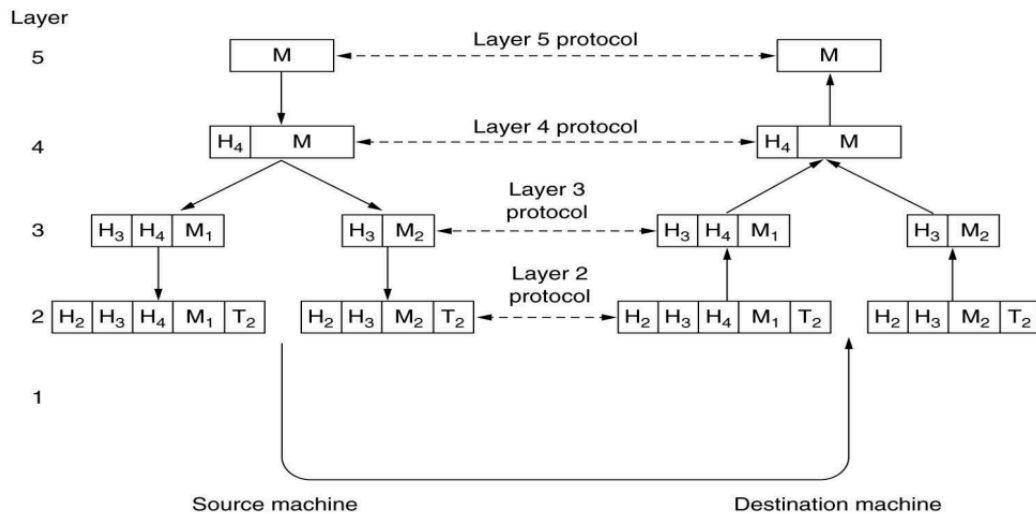 Layer
5 M Layer 5 protocol M
4 H₄ M Layer 4 protocol H₄ M
Layer 3
protocol
3 H₃ H₄ M₁ H₃ M₂ H₃ H₄ M₁ H₃ M₂
Layer 2
protocol
2 H₂ H₃ H₄ M₁ T₂ H₂ H₃ M₂ T₂ H₂ H₃ H₄ M₁ T₂ H₂ H₃ M₂ T₂
1
Source machine Destination machine